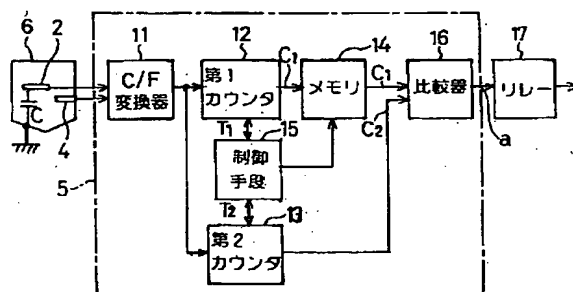 6
2
C
4
5
11
C/F
変換器
12
第1
カウンタ
C1
14
メモリ
C1
16
比較器
17
リレー
a
T1
15
制御
手段
C2
T2
13
第2
カウンタ